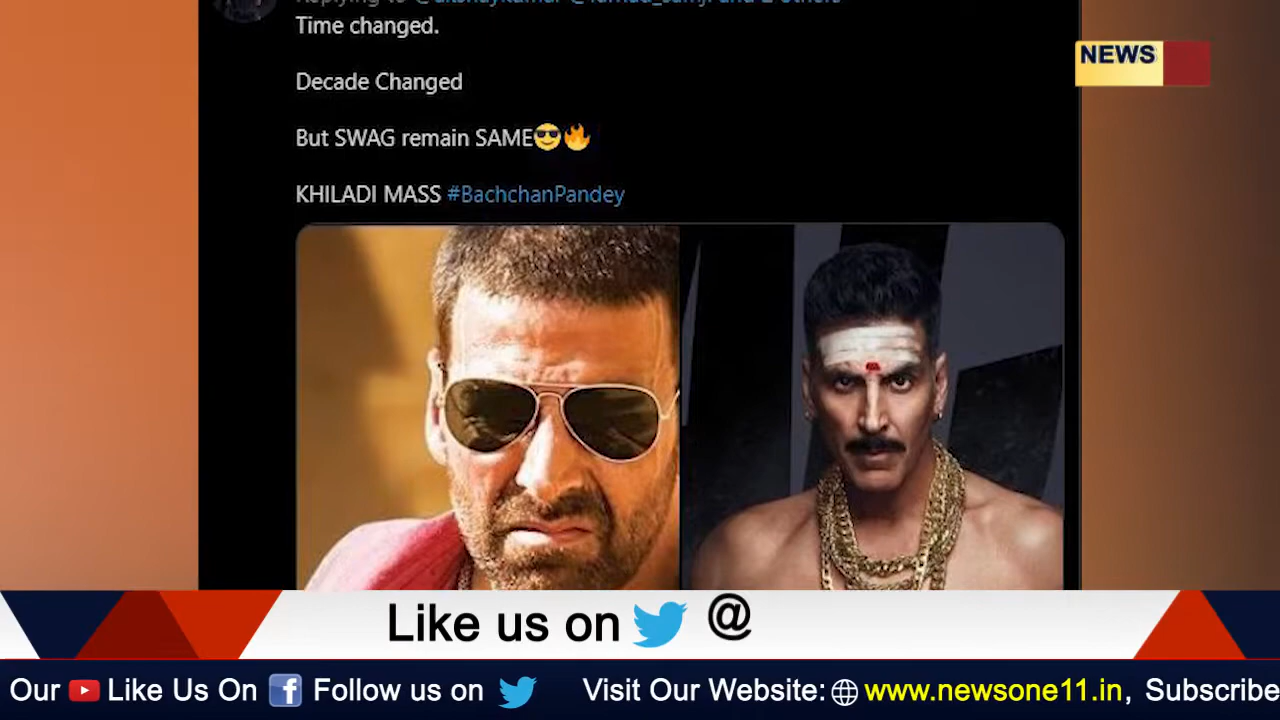 Time changed.
Decade Changed
But SWAG remain SAME😎🔥
KHILADI MASS #BachchanPandey
NEWS
Like us on @
Our Like Us On Follow us on Visit Our Website: www.newsone11.in, Subscribe